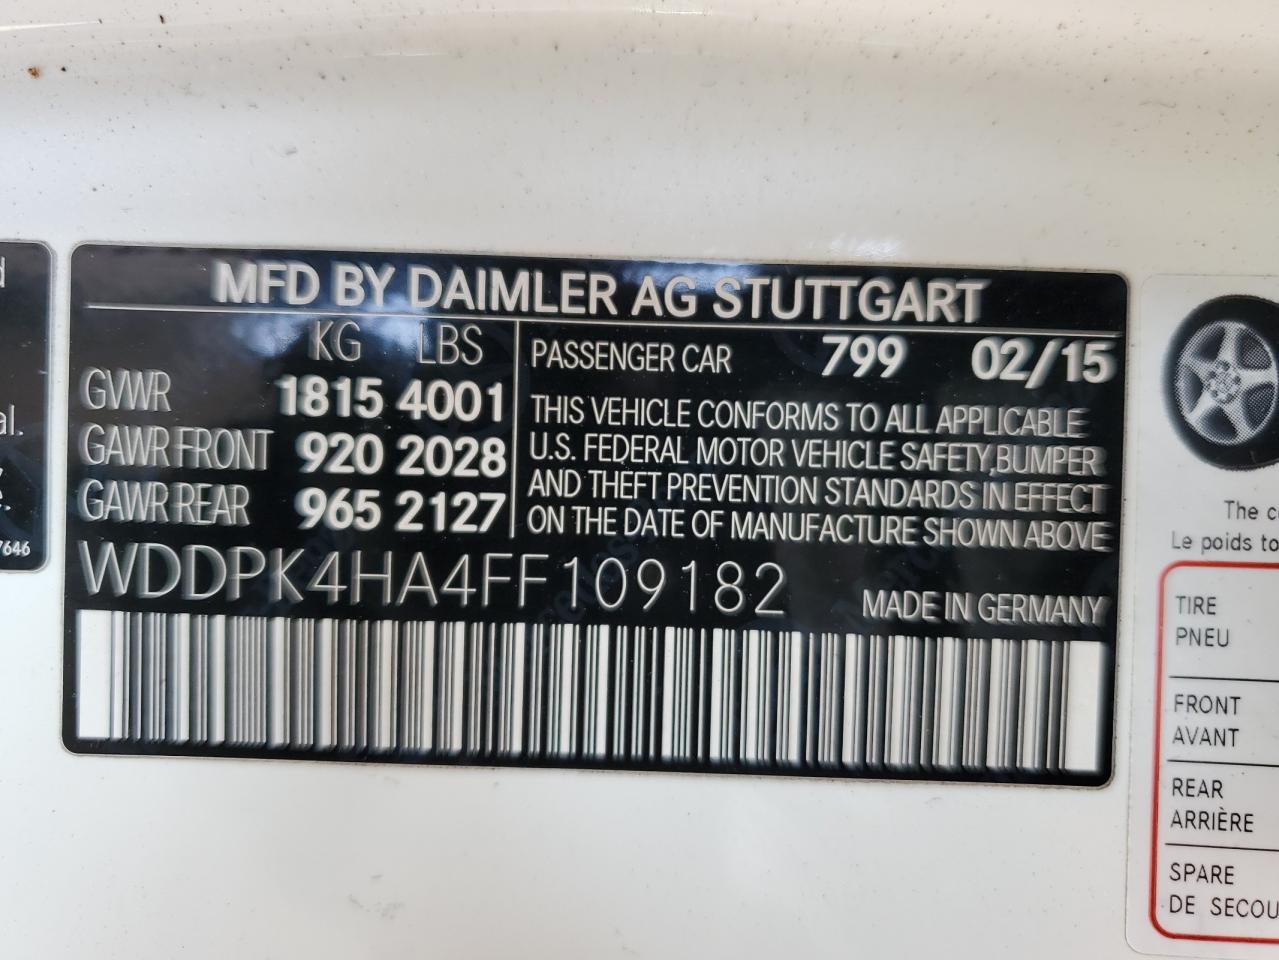 MFD BY DAIMLER AG STUTTGART
KG LBS
GVWR 1815 4001
GAWR FRONT 920 2028
GAWR REAR 965 2127
PASSENGER CAR 799 02/15
THIS VEHICLE CONFORMS TO ALL APPLICABLE
U.S. FEDERAL MOTOR VEHICLE SAFETY,BUMPER
AND THEFT PREVENTION STANDARDS IN EFFECT
ON THE DATE OF MANUFACTURE SHOWN ABOVE
WDDPK4HA4FF109182
MADE IN GERMANY
7646
The
Le poids to
TIRE
PNEU
FRONT
AVANT
REAR
ARRIÈRE
SPARE
DE SECOU